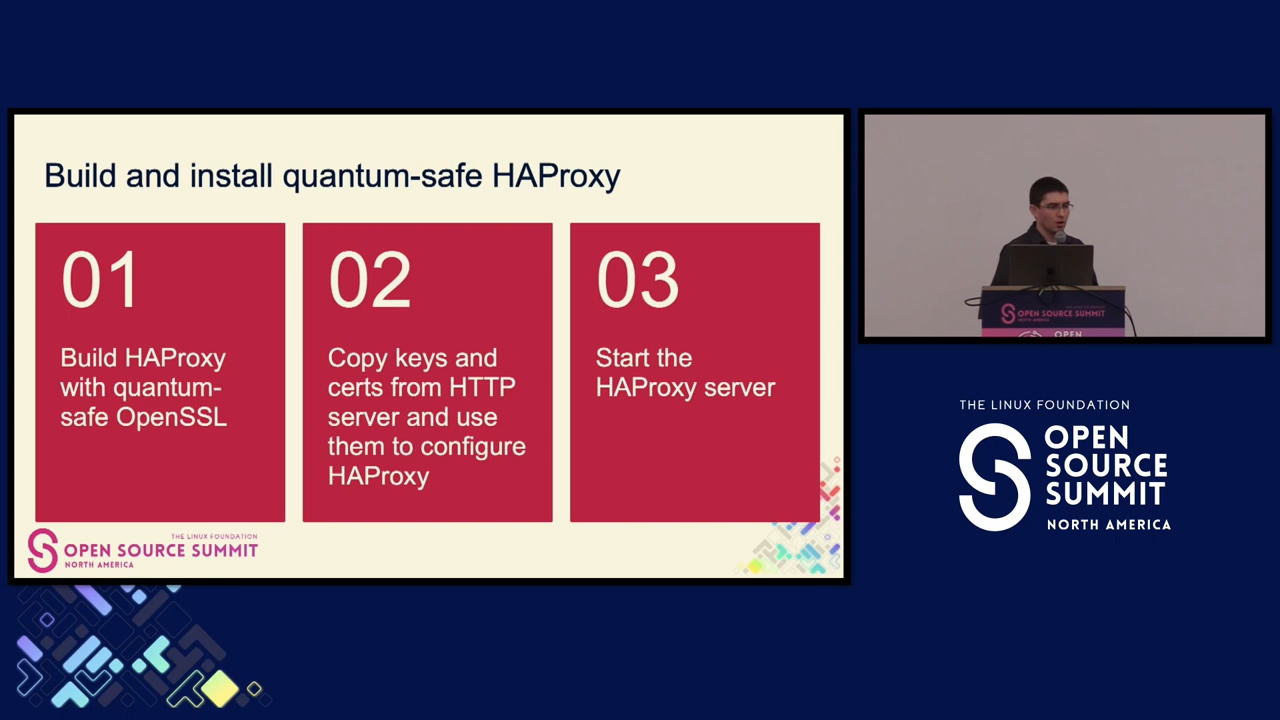 Build and install quantum-safe HAProxy
01
Build HAProxy
with quantum-
safe OpenSSL
02
Copy keys and
certs from HTTP
server and use
them to configure
HAProxy
03
Start the
HAProxy server
THE LINUX FOUNDATION
OPEN SOURCE SUMMIT
NORTH AMERICA
OPEN SOURCE SUMMIT
OPEN
THE LINUX FOUNDATION
OPEN
SOURCE
SUMMIT
NORTH AMERICA